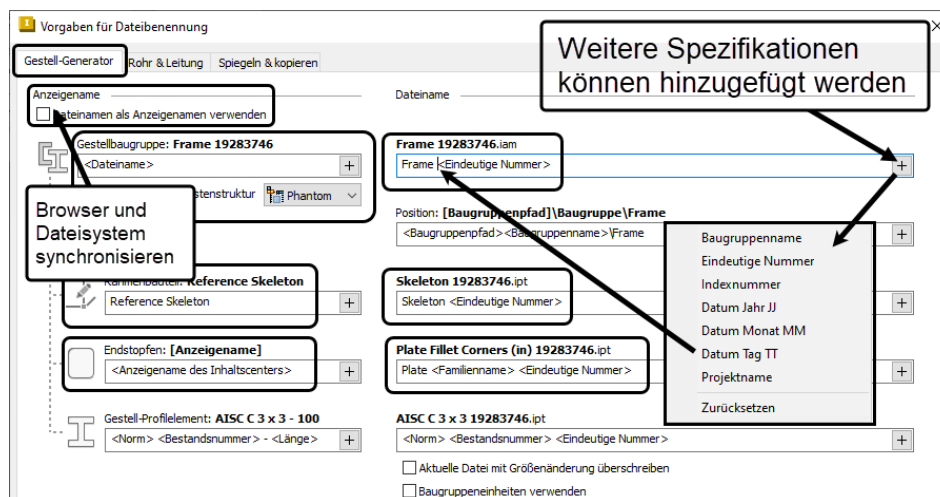 Vorgaben für Dateibenennung
Gestell-Generator
Rohr & Leitung
Spiegeln & kopieren
Weitere Spezifikationen
können hinzugefügt werden
Anzeigename
Dateinamen als Anzeigenamen verwenden
Dateiname
Gestellbaugruppe: Frame 19283746
<Dateiname>
+
stenstruktur
Phantom
Frame 19283746.iam
Frame <Eindeutige Nummer>
+
Browser und
Dateisystem
synchronisieren
Position: [Baugruppenpfad]\Baugruppe\Frame
<Baugruppenpfad><Baugruppenname>\Frame
+
Baugruppenname
Eindeutige Nummer
Indexnummer
Datum Jahr JJ
Datum Monat MM
Datum Tag TT
Projektname
Zurücksetzen
Rahmenbauteil: Reference Skeleton
Reference Skeleton
+
Skeleton 19283746.ipt
Skeleton <Eindeutige Nummer>
+
Endstopfen: [Anzeigename]
<Anzeigename des Inhaltscenters>
+
Plate Fillet Corners (in) 19283746.ipt
Plate <Familienname> <Eindeutige Nummer>
+
Gestell-Profilelement: AISC C 3 x 3 - 100
<Norm> <Bestandsnummer> - <Länge>
+
AISC C 3 x 3 19283746.ipt
<Norm> <Bestandsnummer> <Eindeutige Nummer>
+
Aktuelle Datei mit Größenänderung überschreiben
Baugruppeneinheiten verwenden